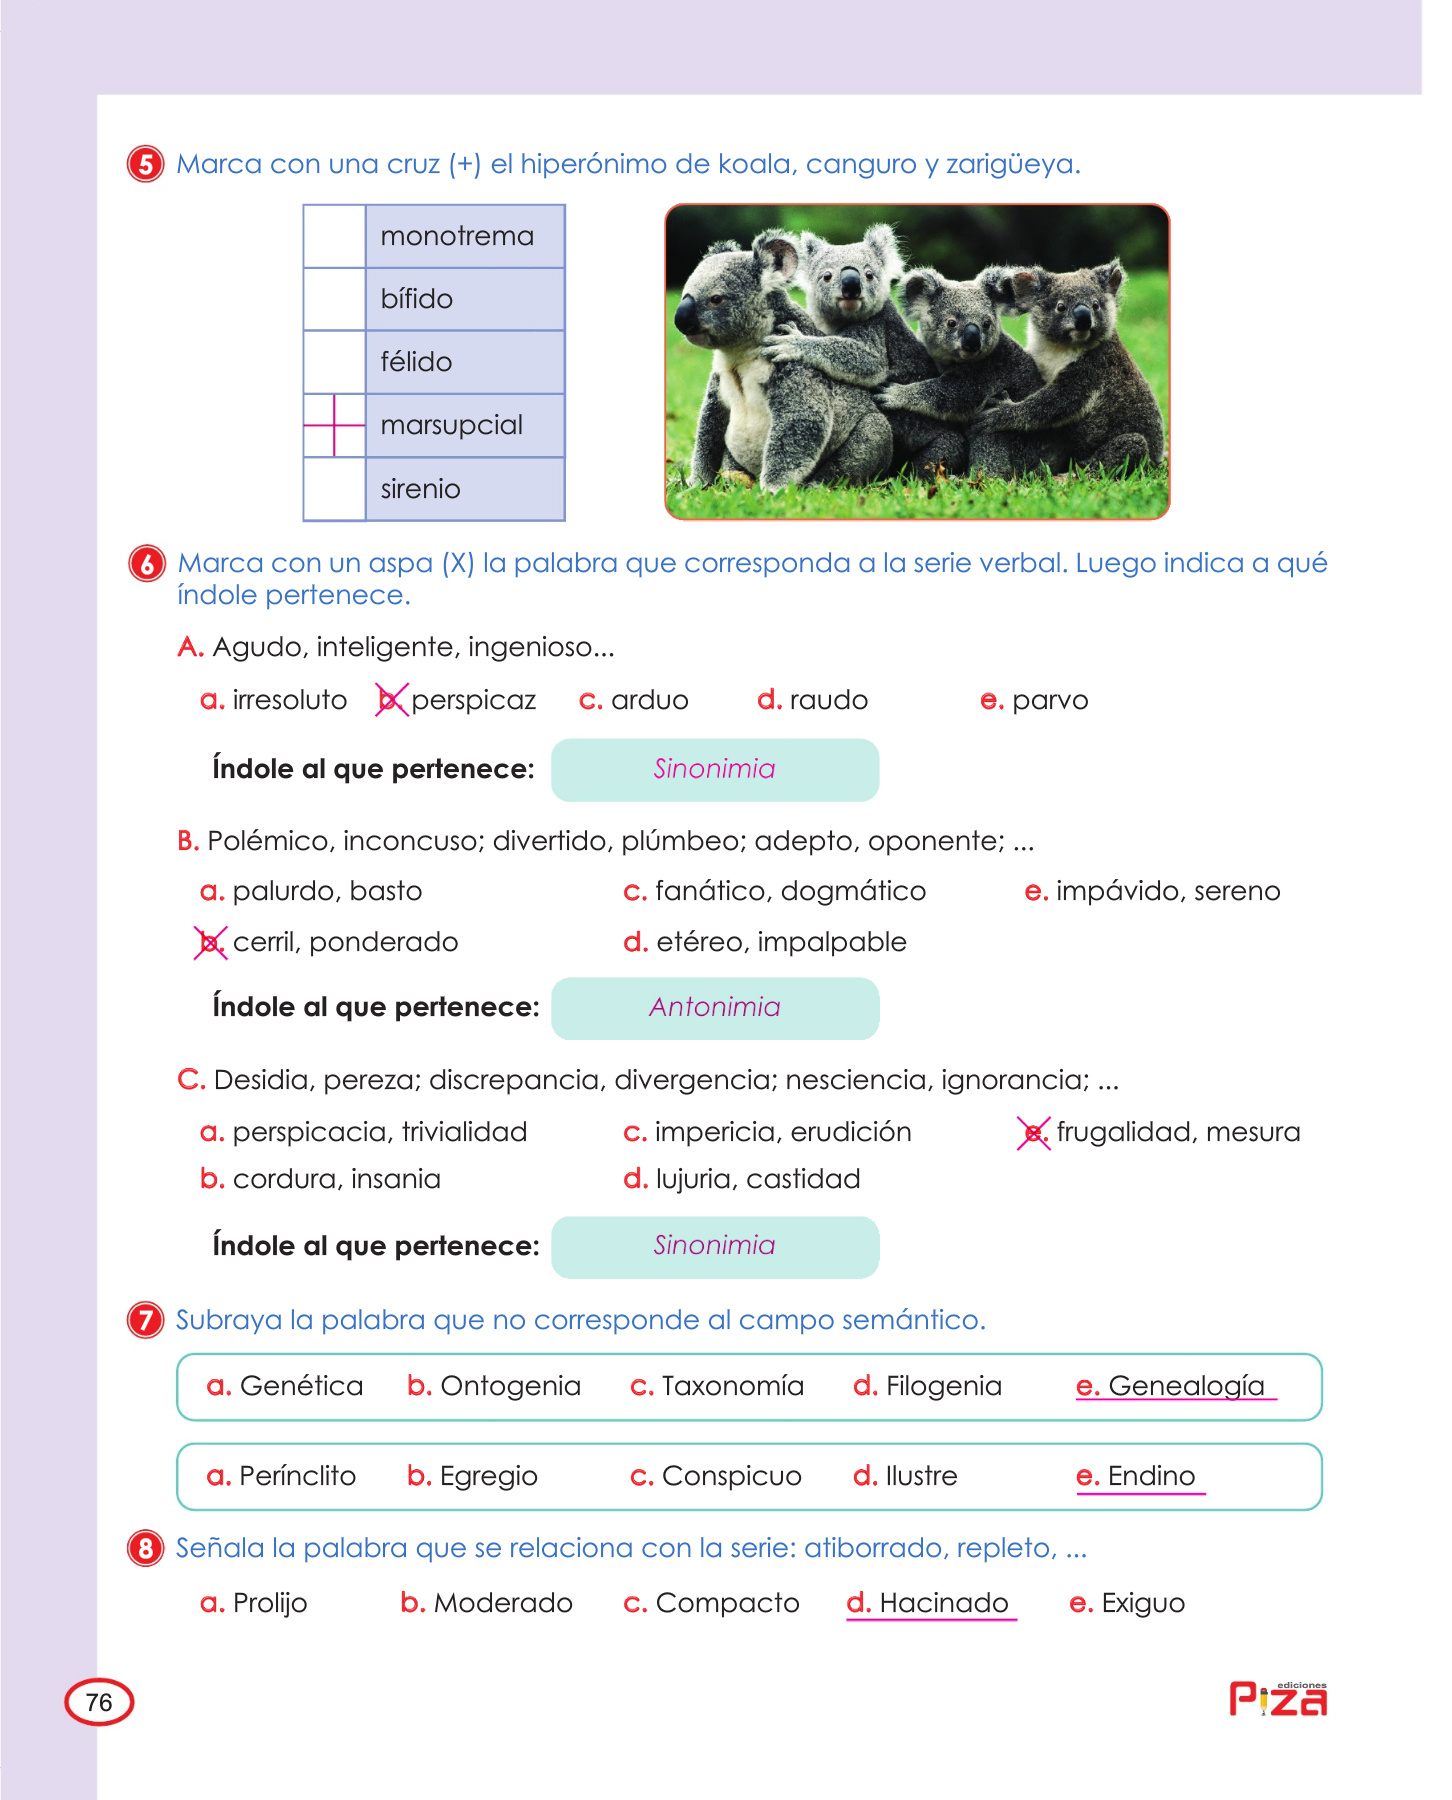 5 Marca con una cruz (+) el hiperónimo de koala, canguro y zarigüeya.
monotrema
bífido
félido
marsupcial
sirenio
6 Marca con un aspa (X) la palabra que corresponda a la serie verbal. Luego indica a qué
índole pertenece.
A. Agudo, inteligente, ingenioso...
a. irresoluto b. perspicaz c. arduo d. raudo e. parvo
Índole al que pertenece: Sinonimia
B. Polémico, inconcuso; divertido, plúmbeo; adepto, oponente; ...
a. palurdo, basto c. fanático, dogmático e. impávido, sereno
b. cerril, ponderado d. etéreo, impalpable
Índole al que pertenece: Antonimia
C. Desidia, pereza; discrepancia, divergencia; nesciencia, ignorancia; ...
a. perspicacia, trivialidad c. impericia, erudición e. frugalidad, mesura
b. cordura, insania d. lujuria, castidad
Índole al que pertenece: Sinonimia
7 Subraya la palabra que no corresponde al campo semántico.
a. Genética b. Ontogenia c. Taxonomía d. Filogenia e. Genealogía
a. Perínclito b. Egregio c. Conspicuo d. Ilustre e. Endino
8 Señala la palabra que se relaciona con la serie: atiborrado, repleto, ...
a. Prolijo b. Moderado c. Compacto d. Hacinado e. Exiguo
76
ediciones
Piza